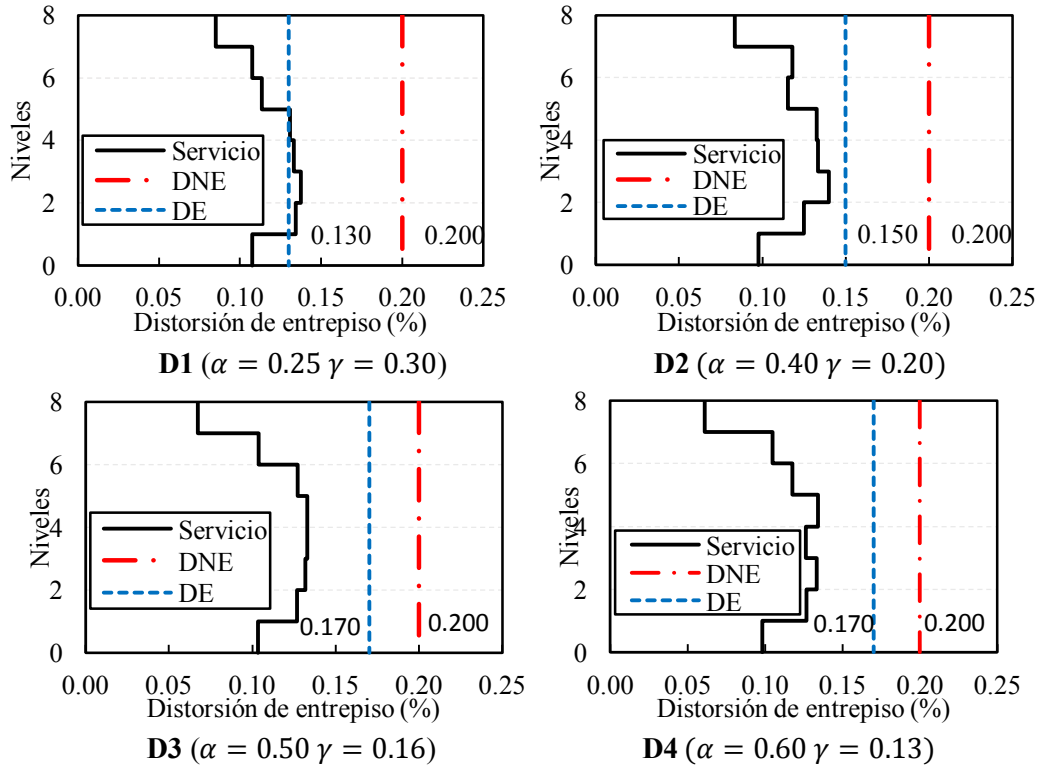 8
6
4
2
0
Niveles
Servicio
DNE
DE
0.130
0.200
0.00 0.05 0.10 0.15 0.20 0.25
Distorsión de entrepiso (%)
D1 (α = 0.25 γ = 0.30)
8
6
4
2
0
Niveles
Servicio
DNE
DE
0.150
0.200
0.00 0.05 0.10 0.15 0.20 0.25
Distorsión de entrepiso (%)
D2 (α = 0.40 γ = 0.20)
8
6
4
2
0
Niveles
Servicio
DNE
DE
0.170
0.200
0.00 0.05 0.10 0.15 0.20 0.25
Distorsión de entrepiso (%)
D3 (α = 0.50 γ = 0.16)
8
6
4
2
0
Niveles
Servicio
DNE
DE
0.170
0.200
0.00 0.05 0.10 0.15 0.20 0.25
Distorsión de entrepiso (%)
D4 (α = 0.60 γ = 0.13)